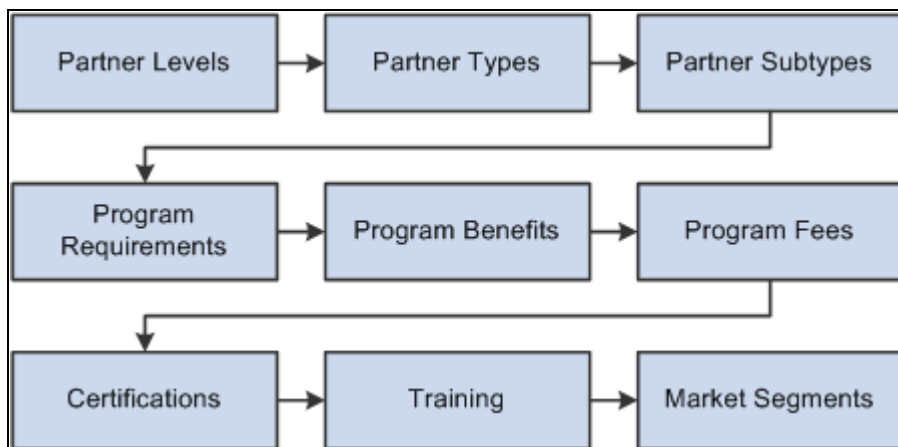 Partner Levels
Partner Types
Partner Subtypes
Program
Requirements
Program Benefits
Program Fees
Certifications
Training
Market Segments